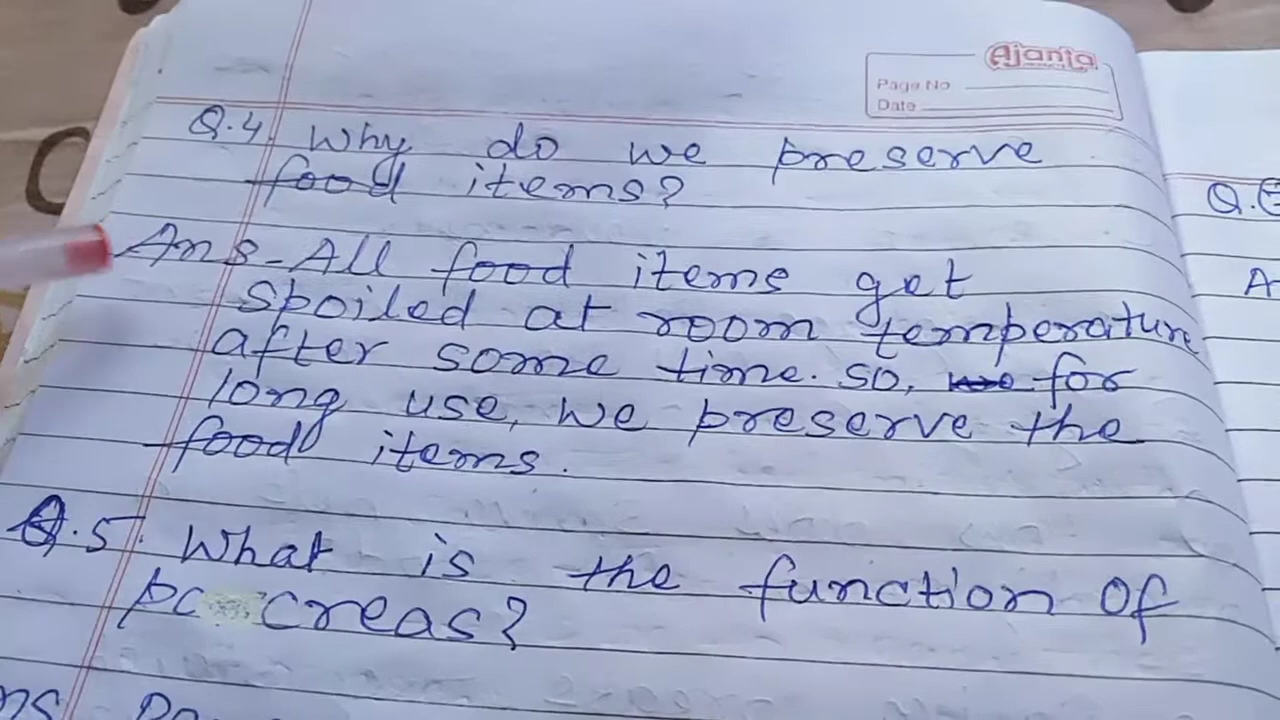 Ajanta
Page No
Date
Q.4. Why do we preserve
food items?
Ans-All food items get
spoiled at room temperature
after some time. so, for
long use, we preserve the
food items.
Q.5. What is the function of
creas?